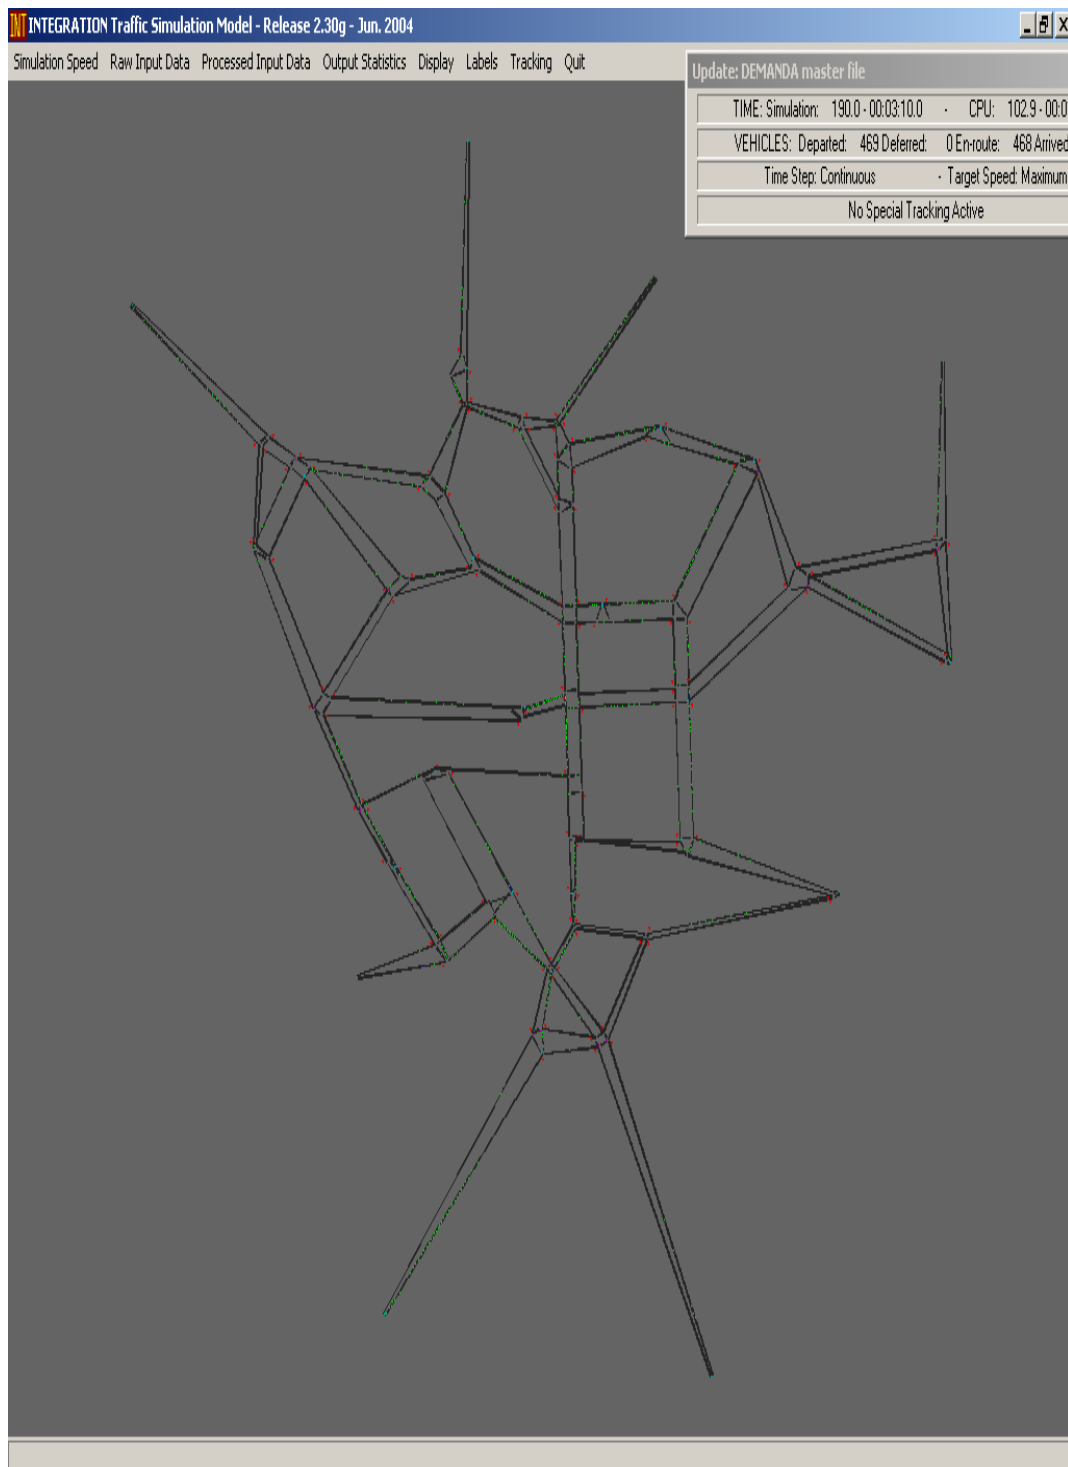 INT INTEGRATION Traffic Simulation Model - Release 2.30g - Jun. 2004
Simulation Speed Raw Input Data Processed Input Data Output Statistics Display Labels Tracking Quit
Update: DEMANDA master file
TIME: Simulation: 190.0 - 00:03:10.0 - CPU: 102.9 - 00:0
VEHICLES: Departed: 469 Deferred: 0 En-route: 468 Arrived
Time Step: Continuous - Target Speed: Maximum
No Special Tracking Active